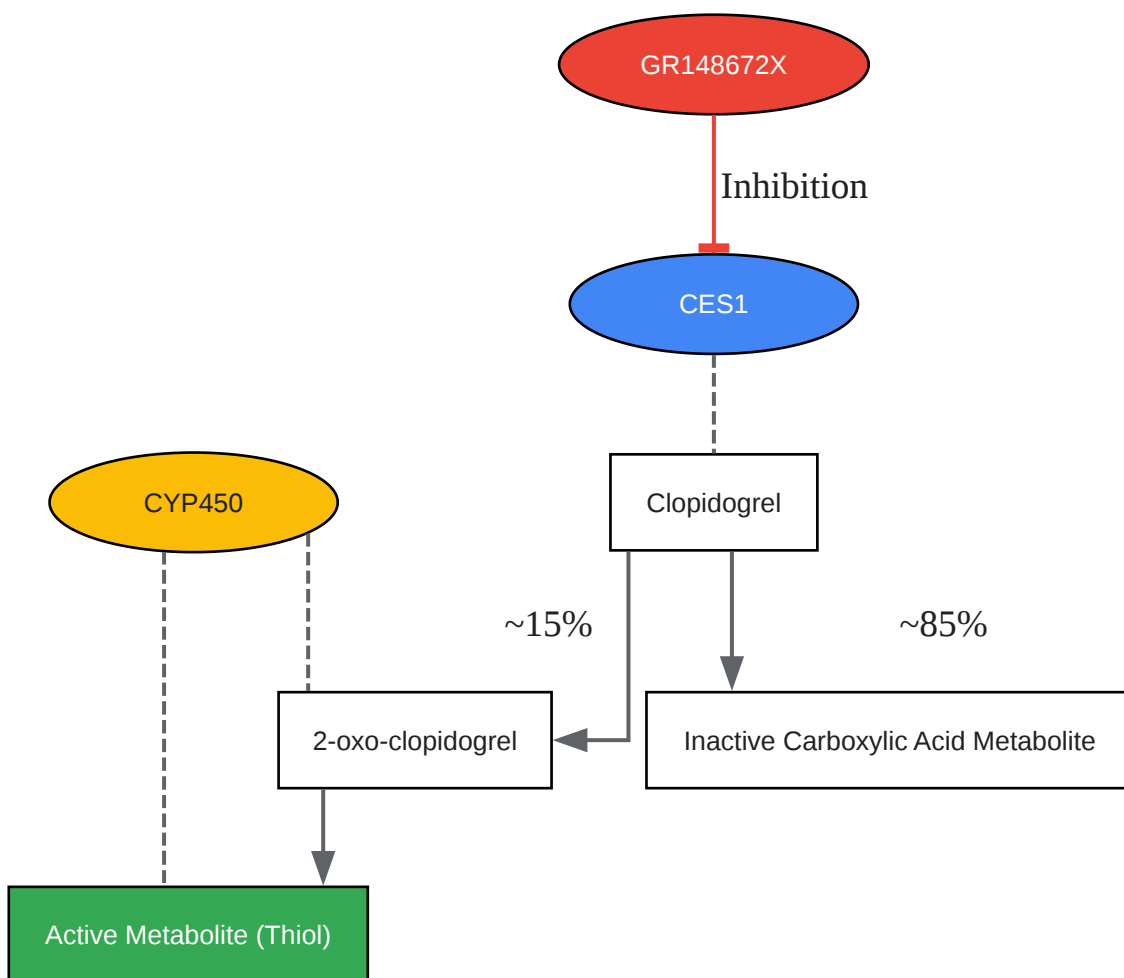 GR148672X
Inhibition
CES1
Clopidogrel
CYP450
~15%
~85%
2-oxo-clopidogrel
Inactive Carboxylic Acid Metabolite
Active Metabolite (Thiol)